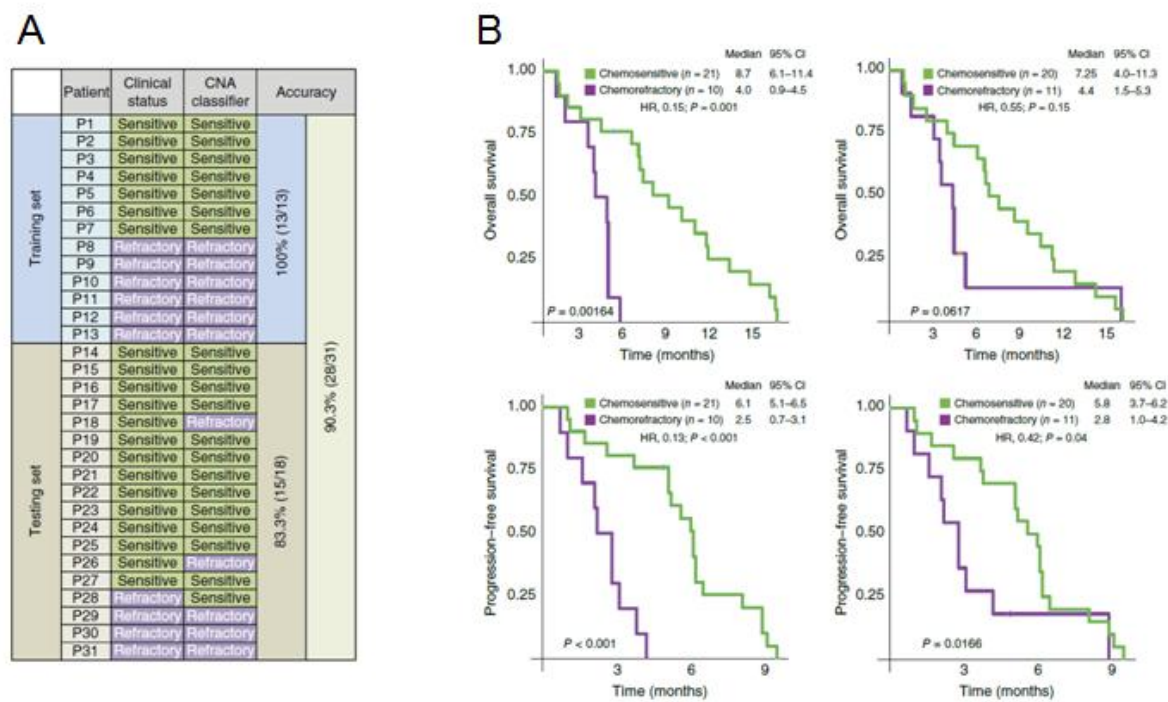 A
Patient Clinical status CNA classifier Accuracy
Training set
P1 Sensitive Sensitive
P2 Sensitive Sensitive
P3 Sensitive Sensitive
P4 Sensitive Sensitive
P5 Sensitive Sensitive
P6 Sensitive Sensitive
P7 Sensitive Sensitive
P8 Refractory Refractory
P9 Refractory Refractory
P10 Refractory Refractory
P11 Refractory Refractory
P12 Refractory Refractory
P13 Refractory Refractory
100% (13/13)
Testing set
P14 Sensitive Sensitive
P15 Sensitive Sensitive
P16 Sensitive Sensitive
P17 Sensitive Sensitive
P18 Sensitive Refractory
P19 Sensitive Sensitive
P20 Sensitive Sensitive
P21 Sensitive Sensitive
P22 Sensitive Sensitive
P23 Sensitive Sensitive
P24 Sensitive Sensitive
P25 Sensitive Sensitive
P26 Sensitive Refractory
P27 Sensitive Sensitive
P28 Refractory Sensitive
P29 Refractory Refractory
P30 Refractory Refractory
P31 Refractory Refractory
83.3% (15/18)
90.3% (28/31)
B
Median 95% CI
Chemosensitive (n = 21) 8.7 6.1–11.4
Chemorefractory (n = 10) 4.0 0.9–4.5
HR, 0.15; P = 0.001
Overall survival
1.00
0.75
0.50
0.25
P = 0.00164
3 6 9 12 15
Time (months)
Median 95% CI
Chemosensitive (n = 20) 7.25 4.0–11.3
Chemorefractory (n = 11) 4.4 1.5–5.3
HR, 0.55; P = 0.15
Overall survival
1.00
0.75
0.50
0.25
P = 0.0617
3 6 9 12 15
Time (months)
Median 95% CI
Chemosensitive (n = 21) 6.1 5.1–6.5
Chemorefractory (n = 10) 2.5 0.7–3.1
HR, 0.13; P < 0.001
Progression–free survival
1.00
0.75
0.50
0.25
P < 0.001
3 6 9
Time (months)
Median 95% CI
Chemosensitive (n = 20) 5.8 3.7–6.2
Chemorefractory (n = 11) 2.8 1.0–4.2
HR, 0.42; P = 0.04
Progression–free survival
1.00
0.75
0.50
0.25
P = 0.0166
3 6 9
Time (months)